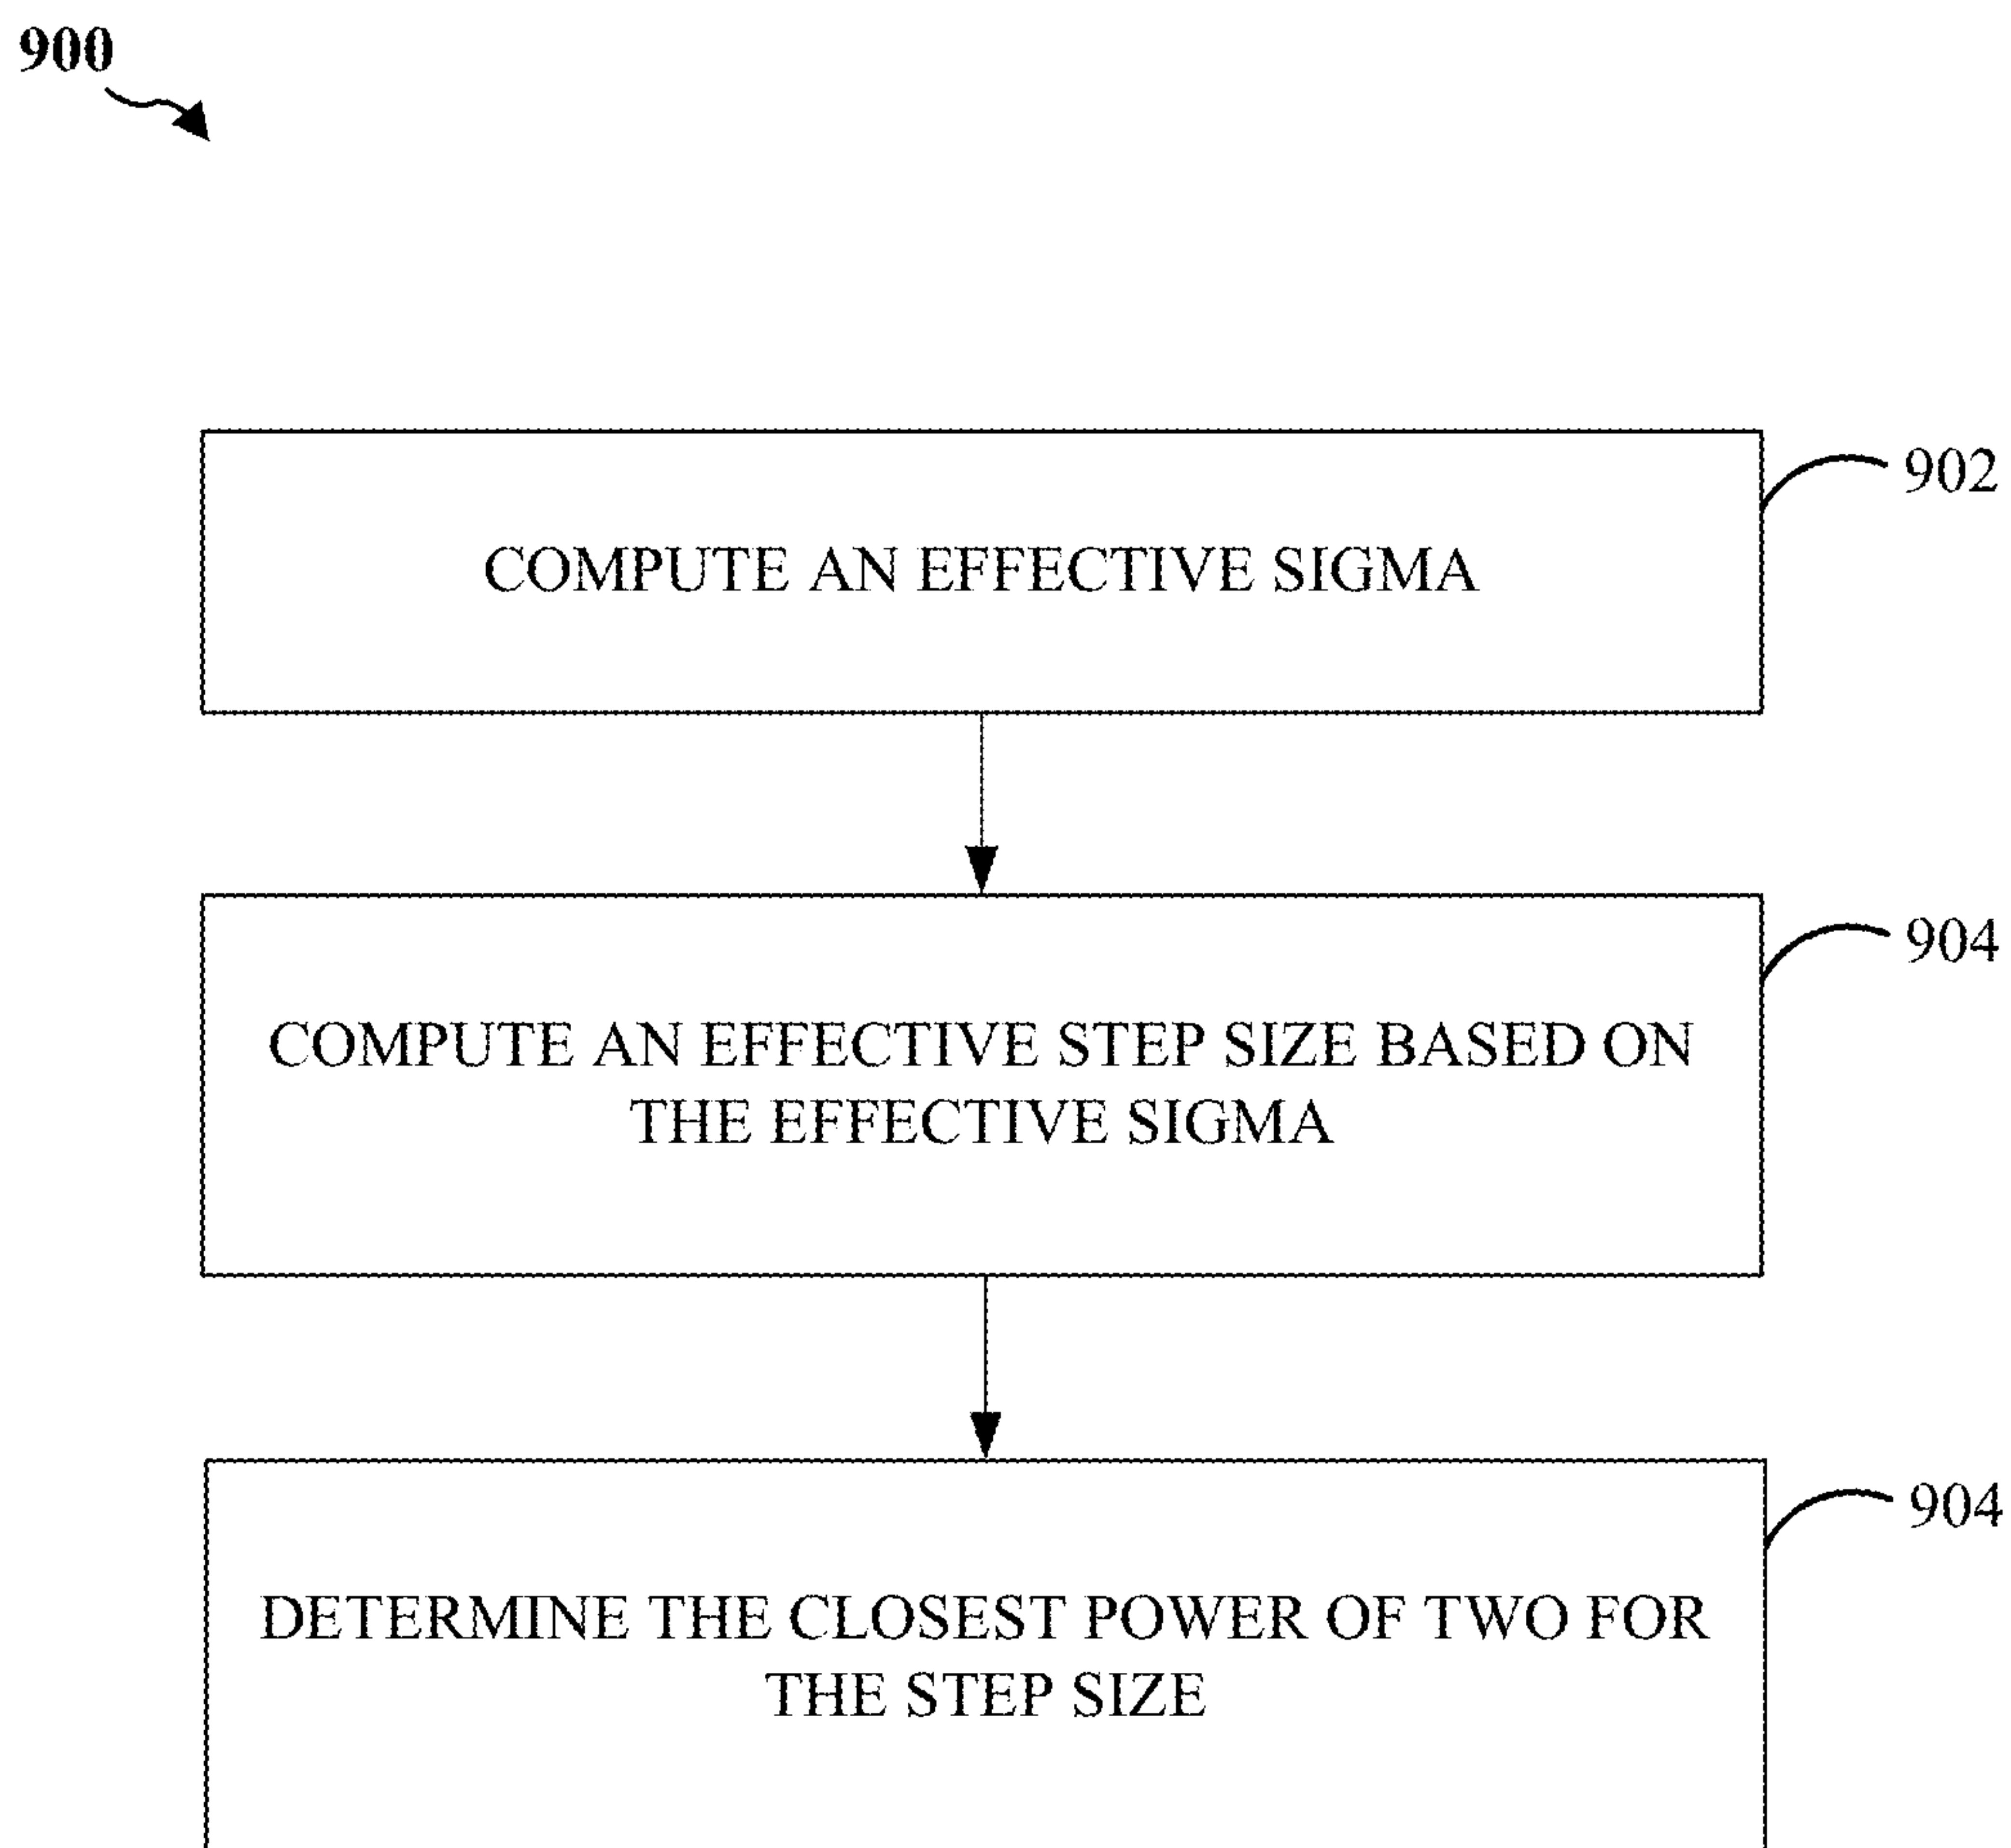 900
902
COMPUTE AN EFFECTIVE SIGMA
904
COMPUTE AN EFFECTIVE STEP SIZE BASED ON
THE EFFECTIVE SIGMA
904
DETERMINE THE CLOSEST POWER OF TWO FOR
THE STEP SIZE